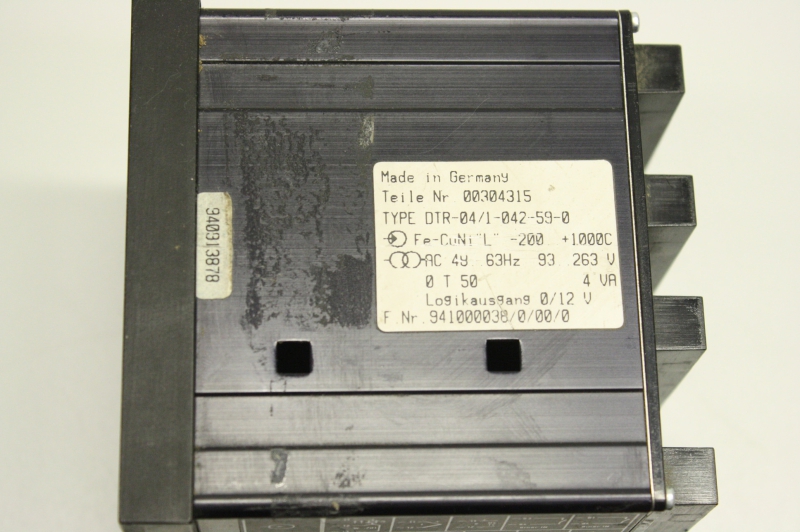 Made in Germany
Teile Nr 00304315
TYPE DTR-04/1-042-59-0
Fe-CuNi"L" -200 +1000C
AC 49 63Hz 93 263 V
0 T 50 4 VA
Logikausgang 0/12 V
F.Nr.941000038/0/00/0
940913878